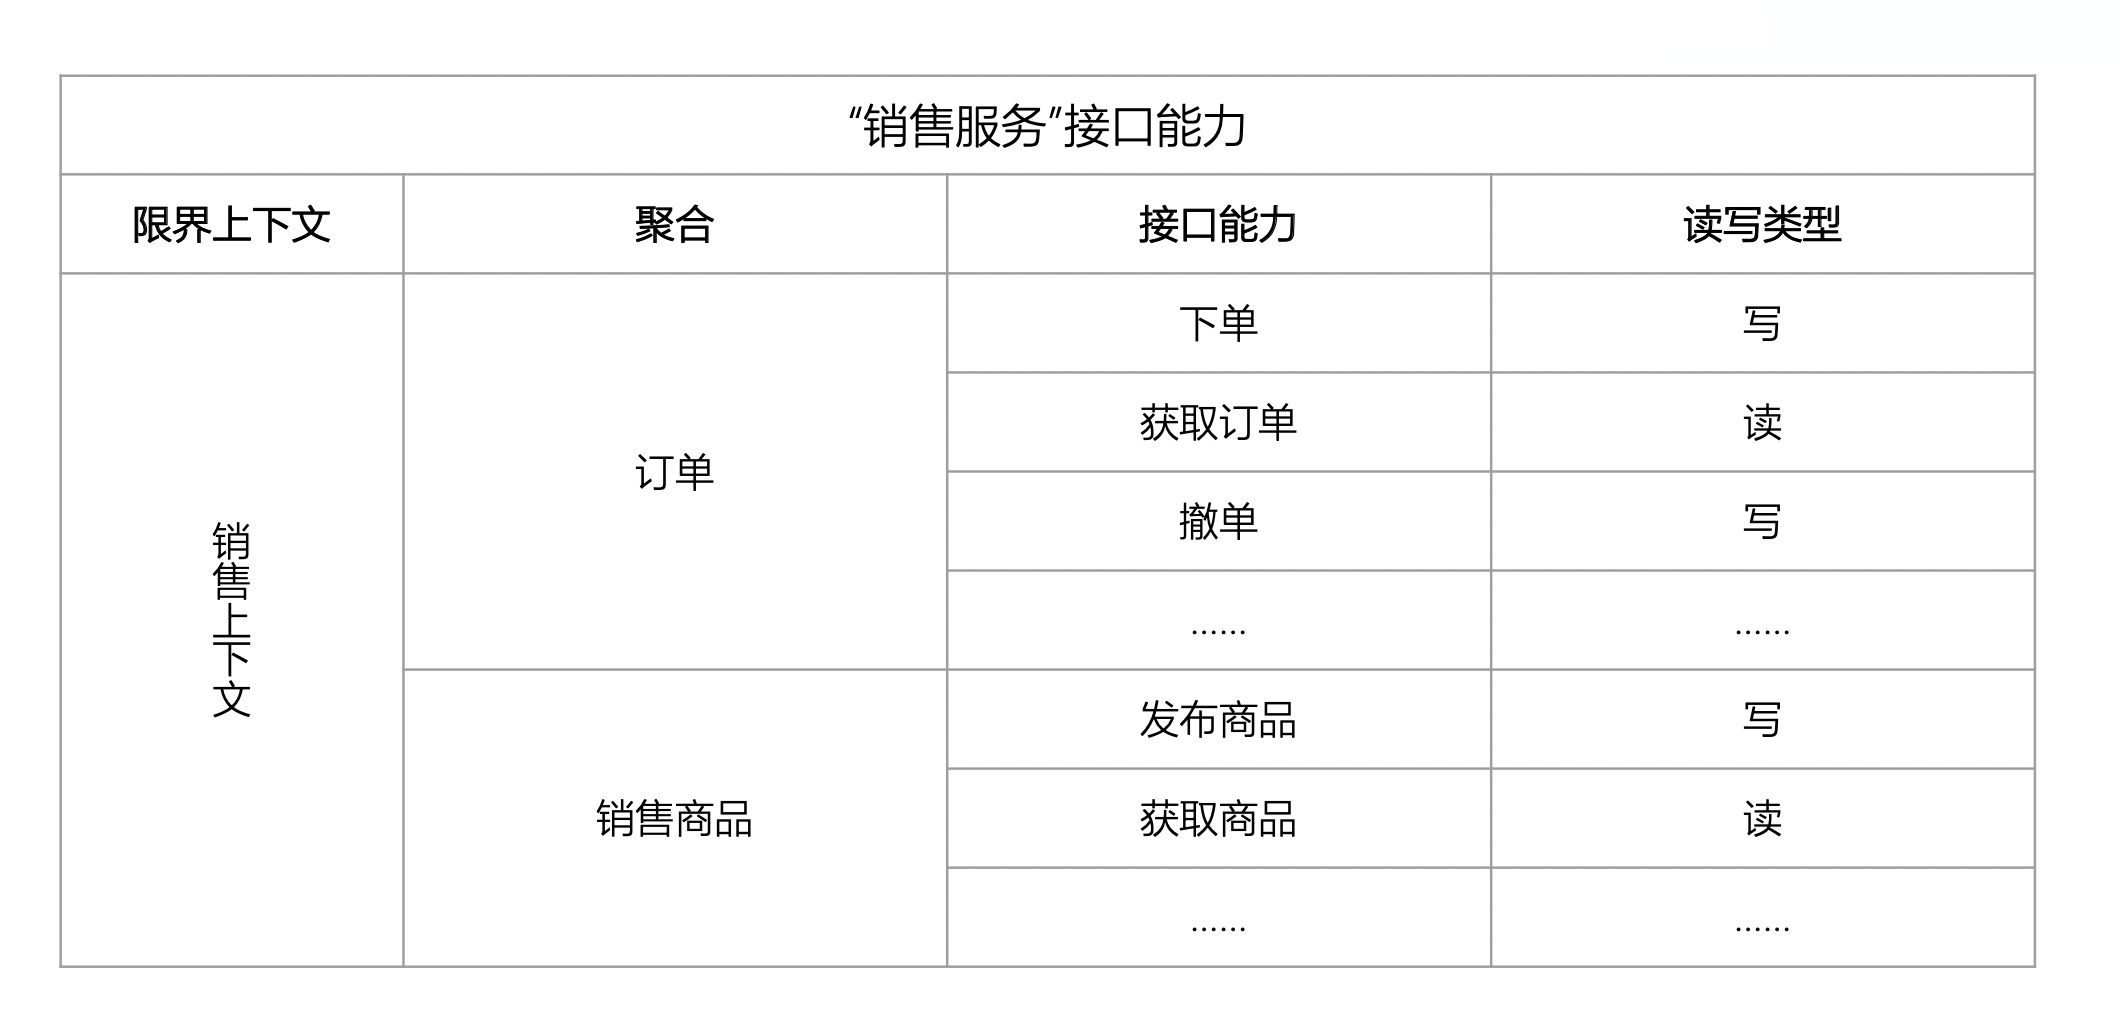 “销售服务”接口能力
限界上下文 聚合 接口能力 读写类型
销售上下文
订单
下单 写
获取订单 读
撤单 写
...... ......
销售商品
发布商品 写
获取商品 读
...... ......